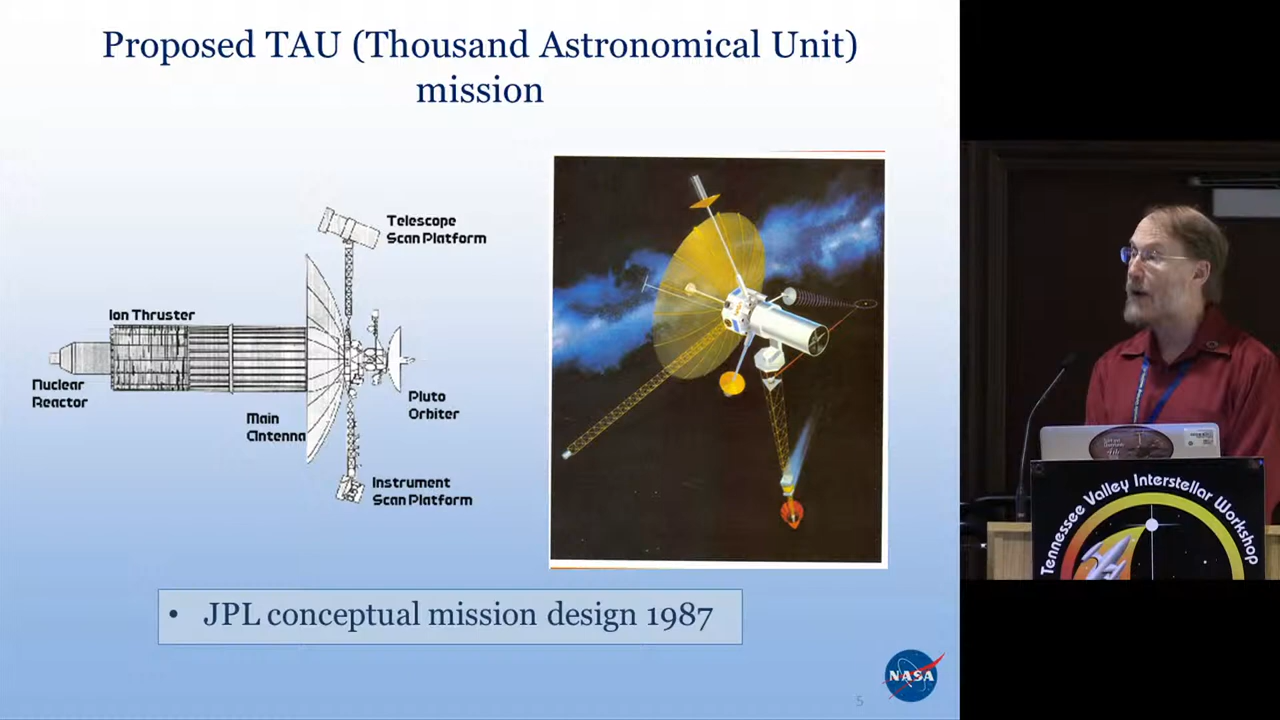 Proposed TAU (Thousand Astronomical Unit)
mission
Telescope
Scan Platform
Ion Thruster
Nuclear
Reactor
Main
Antenna
Pluto
Orbiter
Instrument
Scan Platform
• JPL conceptual mission design 1987
NASA
5
Tennessee Valley Interstellar Workshop